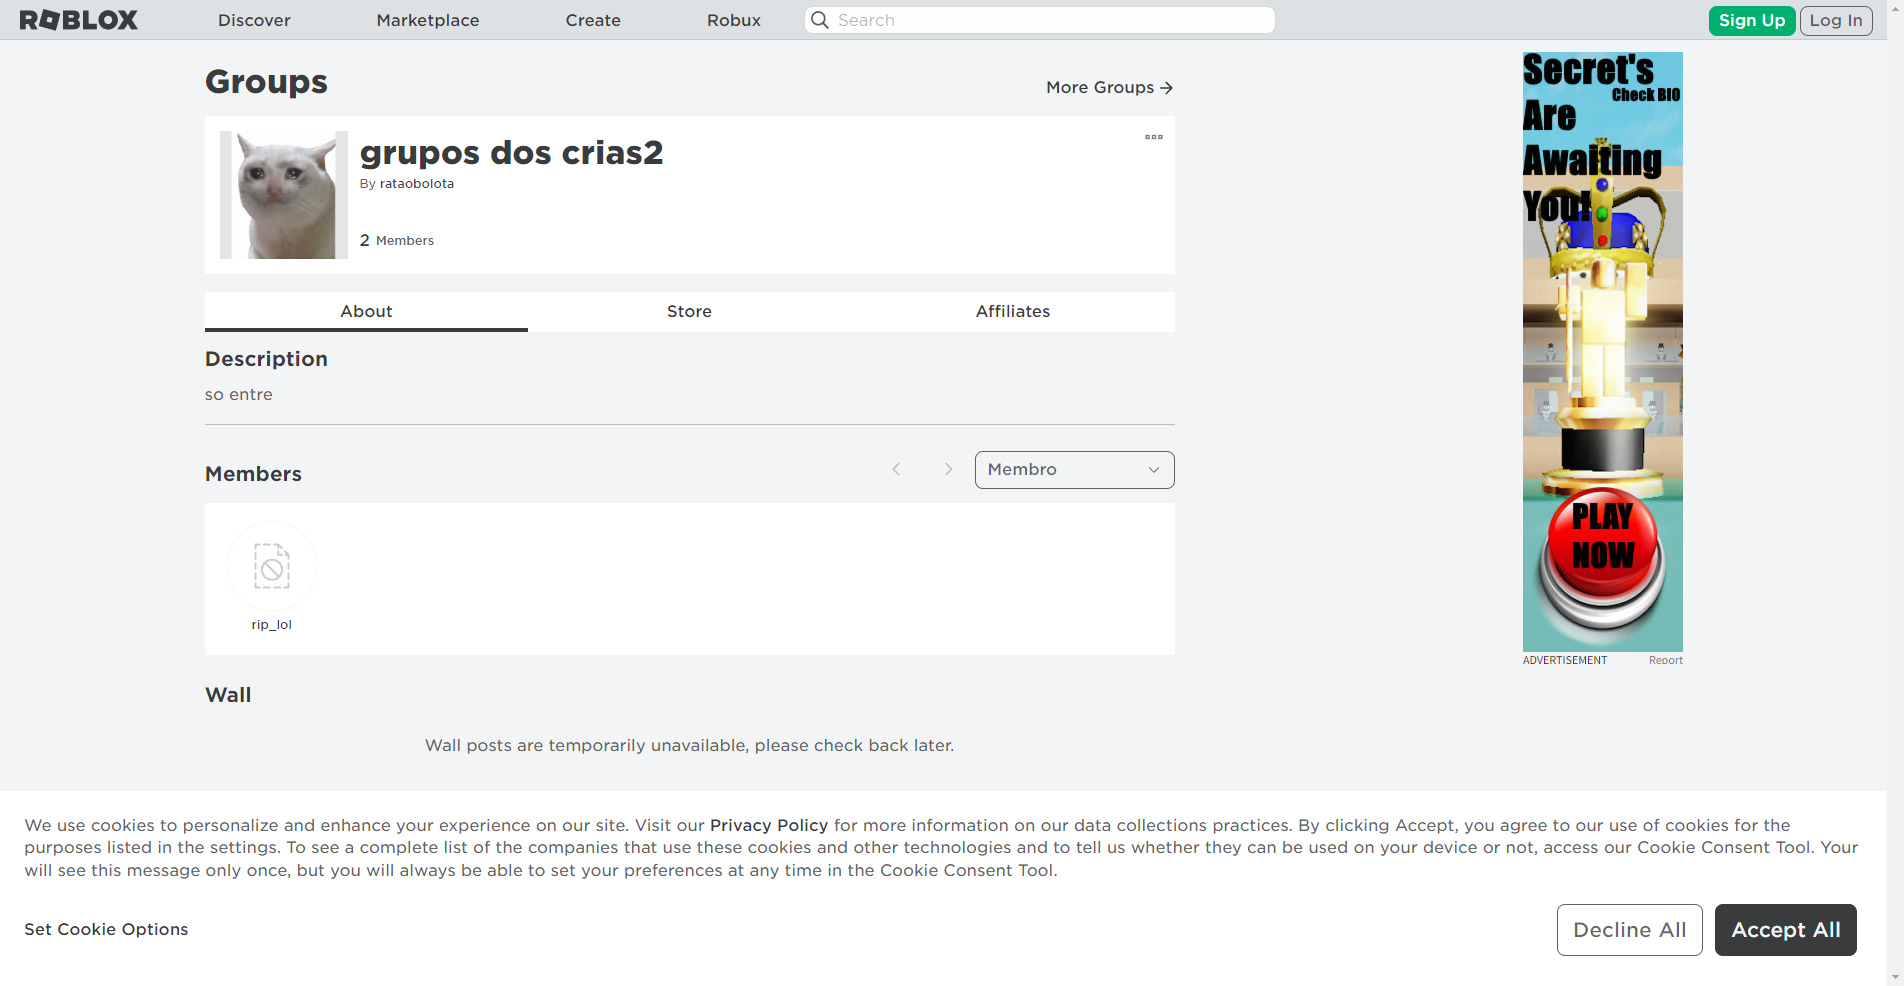 ROBLOX
Discover
Marketplace
Create
Robux
Search
Sign Up
Log In
Groups
More Groups
grupos dos crias2
By rataobolota
2 Members
About
Store
Affiliates
Description
so entre
Members
Membro
rip_lol
Wall
Wall posts are temporarily unavailable, please check back later.
Secret's
Check BIO
Are
Awaiting
You!
PLAY
NOW
ADVERTISEMENT
Report
We use cookies to personalize and enhance your experience on our site. Visit our Privacy Policy for more information on our data collections practices. By clicking Accept, you agree to our use of cookies for the
purposes listed in the settings. To see a complete list of the companies that use these cookies and other technologies and to tell us whether they can be used on your device or not, access our Cookie Consent Tool. Your
will see this message only once, but you will always be able to set your preferences at any time in the Cookie Consent Tool.
Set Cookie Options
Decline All
Accept All